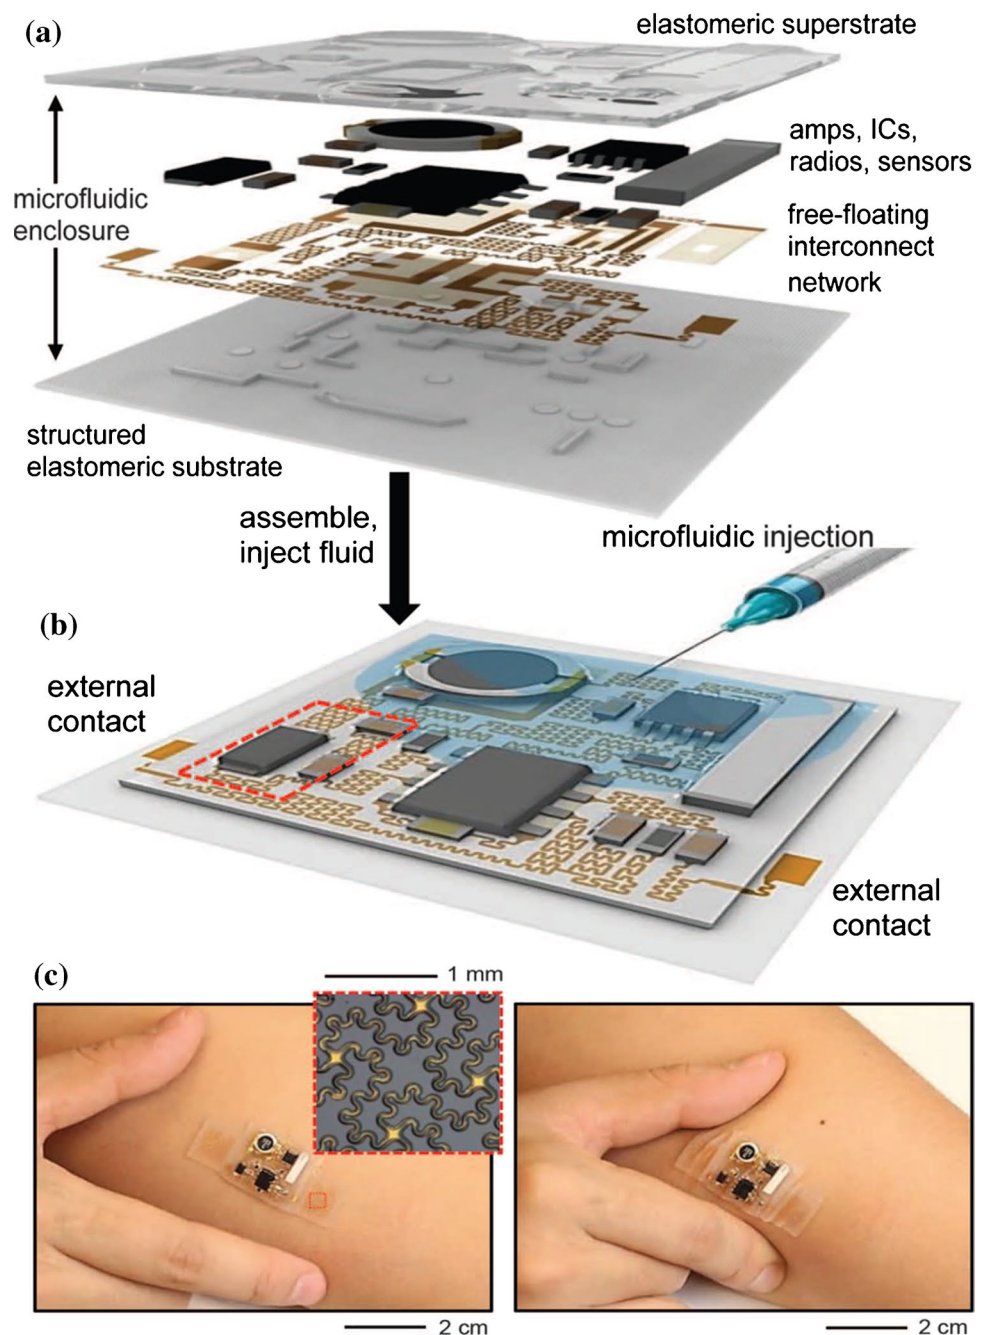 (a)
elastomeric superstrate
amps, ICs,
radios, sensors
microfluidic
enclosure
free-floating
interconnect
network
structured
elastomeric substrate
assemble,
inject fluid
microfluidic injection
(b)
external
contact
external
contact
(c)
1 mm
2 cm
2 cm